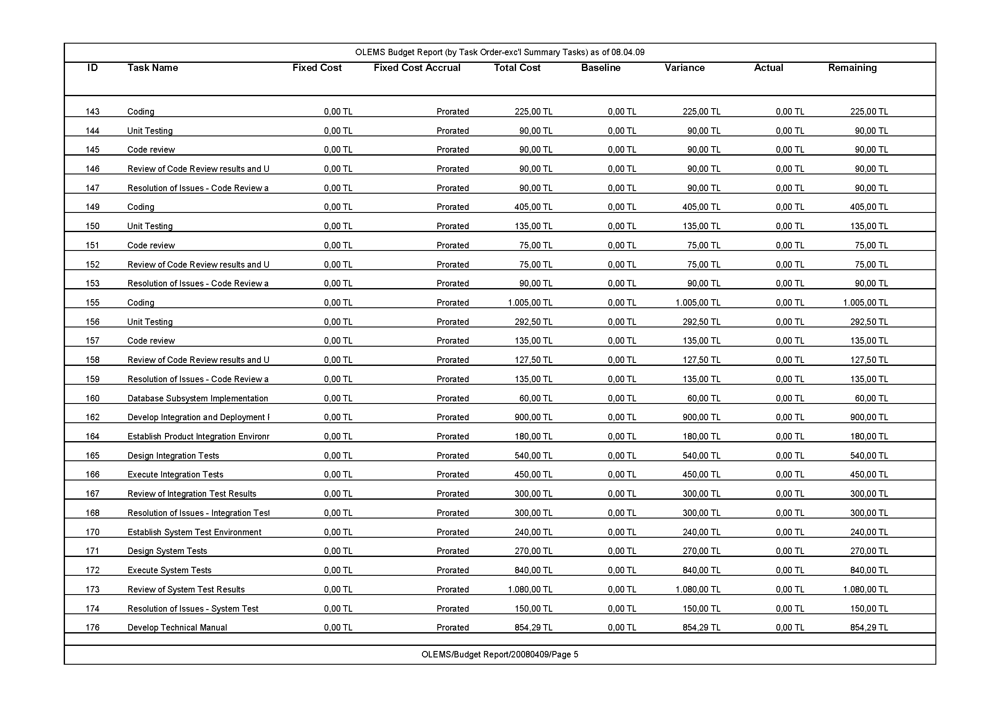 OLEMS Budget Report (by Task Order-exc'l Summary Tasks) as of 08.04.09
ID Task Name Fixed Cost Fixed Cost Accrual Total Cost Baseline Variance Actual Remaining
143 Coding 0,00 TL Prorated 225,00 TL 0,00 TL 225,00 TL 0,00 TL 225,00 TL
144 Unit Testing 0,00 TL Prorated 90,00 TL 0,00 TL 90,00 TL 0,00 TL 90,00 TL
145 Code review 0,00 TL Prorated 90,00 TL 0,00 TL 90,00 TL 0,00 TL 90,00 TL
146 Review of Code Review results and U 0,00 TL Prorated 90,00 TL 0,00 TL 90,00 TL 0,00 TL 90,00 TL
147 Resolution of Issues - Code Review a 0,00 TL Prorated 90,00 TL 0,00 TL 90,00 TL 0,00 TL 90,00 TL
149 Coding 0,00 TL Prorated 405,00 TL 0,00 TL 405,00 TL 0,00 TL 405,00 TL
150 Unit Testing 0,00 TL Prorated 135,00 TL 0,00 TL 135,00 TL 0,00 TL 135,00 TL
151 Code review 0,00 TL Prorated 75,00 TL 0,00 TL 75,00 TL 0,00 TL 75,00 TL
152 Review of Code Review results and U 0,00 TL Prorated 75,00 TL 0,00 TL 75,00 TL 0,00 TL 75,00 TL
153 Resolution of Issues - Code Review a 0,00 TL Prorated 90,00 TL 0,00 TL 90,00 TL 0,00 TL 90,00 TL
155 Coding 0,00 TL Prorated 1.005,00 TL 0,00 TL 1.005,00 TL 0,00 TL 1.005,00 TL
156 Unit Testing 0,00 TL Prorated 292,50 TL 0,00 TL 292,50 TL 0,00 TL 292,50 TL
157 Code review 0,00 TL Prorated 135,00 TL 0,00 TL 135,00 TL 0,00 TL 135,00 TL
158 Review of Code Review results and U 0,00 TL Prorated 127,50 TL 0,00 TL 127,50 TL 0,00 TL 127,50 TL
159 Resolution of Issues - Code Review a 0,00 TL Prorated 135,00 TL 0,00 TL 135,00 TL 0,00 TL 135,00 TL
160 Database Subsystem Implementation 0,00 TL Prorated 60,00 TL 0,00 TL 60,00 TL 0,00 TL 60,00 TL
162 Develop Integration and Deployment 0,00 TL Prorated 900,00 TL 0,00 TL 900,00 TL 0,00 TL 900,00 TL
164 Establish Product Integration 0,00 TL Prorated 180,00 TL 0,00 TL 180,00 TL 0,00 TL 180,00 TL
165 Design Integration Tests 0,00 TL Prorated 540,00 TL 0,00 TL 540,00 TL 0,00 TL 540,00 TL
166 Execute Integration Tests 0,00 TL Prorated 450,00 TL 0,00 TL 450,00 TL 0,00 TL 450,00 TL
167 Review of Integration Test Results 0,00 TL Prorated 300,00 TL 0,00 TL 300,00 TL 0,00 TL 300,00 TL
168 Resolution of Issues - Integration Test 0,00 TL Prorated 300,00 TL 0,00 TL 300,00 TL 0,00 TL 300,00 TL
170 Establish System Test Environment 0,00 TL Prorated 240,00 TL 0,00 TL 240,00 TL 0,00 TL 240,00 TL
171 Design System Tests 0,00 TL Prorated 270,00 TL 0,00 TL 270,00 TL 0,00 TL 270,00 TL
172 Execute System Tests 0,00 TL Prorated 840,00 TL 0,00 TL 840,00 TL 0,00 TL 840,00 TL
173 Review of System Test Results 0,00 TL Prorated 1.080,00 TL 0,00 TL 1.080,00 TL 0,00 TL 1.080,00 TL
174 Resolution of Issues - System Test 0,00 TL Prorated 150,00 TL 0,00 TL 150,00 TL 0,00 TL 150,00 TL
176 Develop Technical Manual 0,00 TL Prorated 854,29 TL 0,00 TL 854,29 TL 0,00 TL 854,29 TL
OLEMS/Budget Report/20080409/Page 5